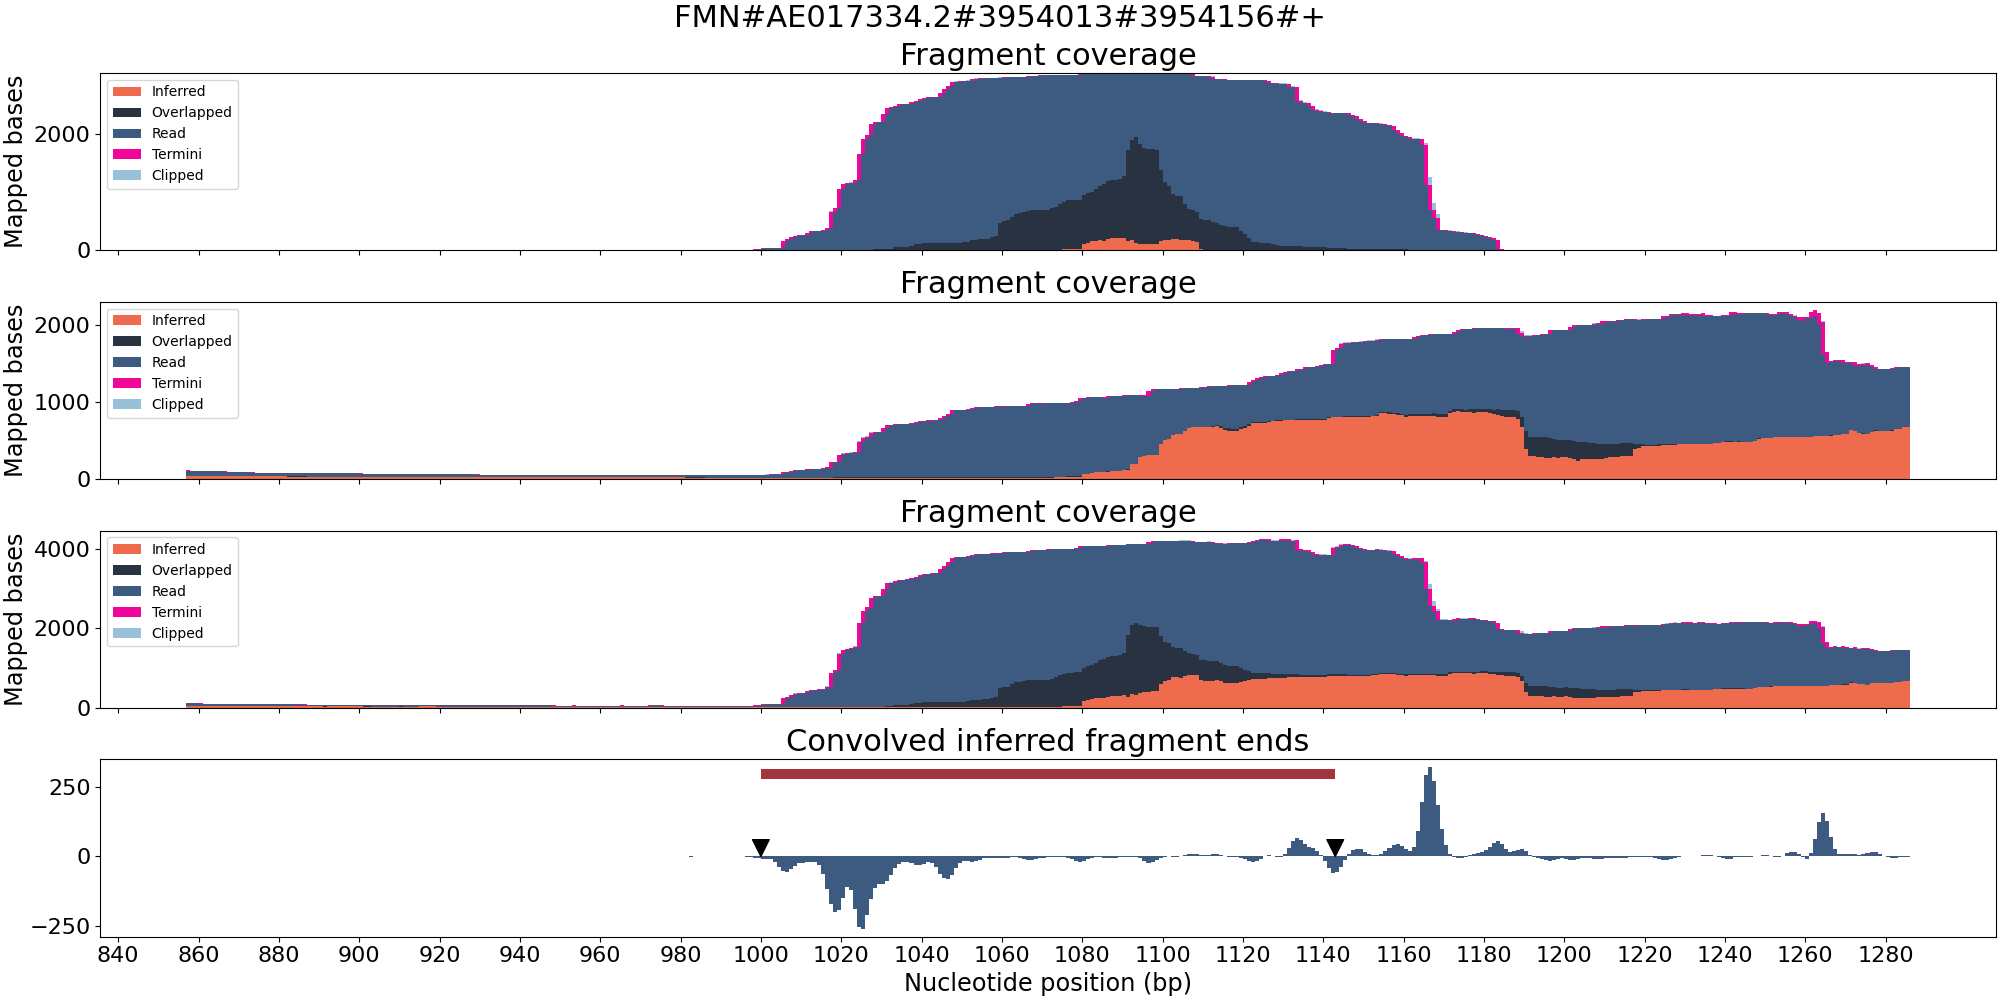 FMN#AE017334.2#3954013#3954156#+
Fragment coverage
Mapped bases
2000
0
Inferred
Overlapped
Read
Termini
Clipped
Fragment coverage
Mapped bases
2000
1000
0
Inferred
Overlapped
Read
Termini
Clipped
Fragment coverage
Mapped bases
4000
2000
0
Inferred
Overlapped
Read
Termini
Clipped
Convolved inferred fragment ends
250
0
−250
840 860 880 900 920 940 960 980 1000 1020 1040 1060 1080 1100 1120 1140 1160 1180 1200 1220 1240 1260 1280
Nucleotide position (bp)